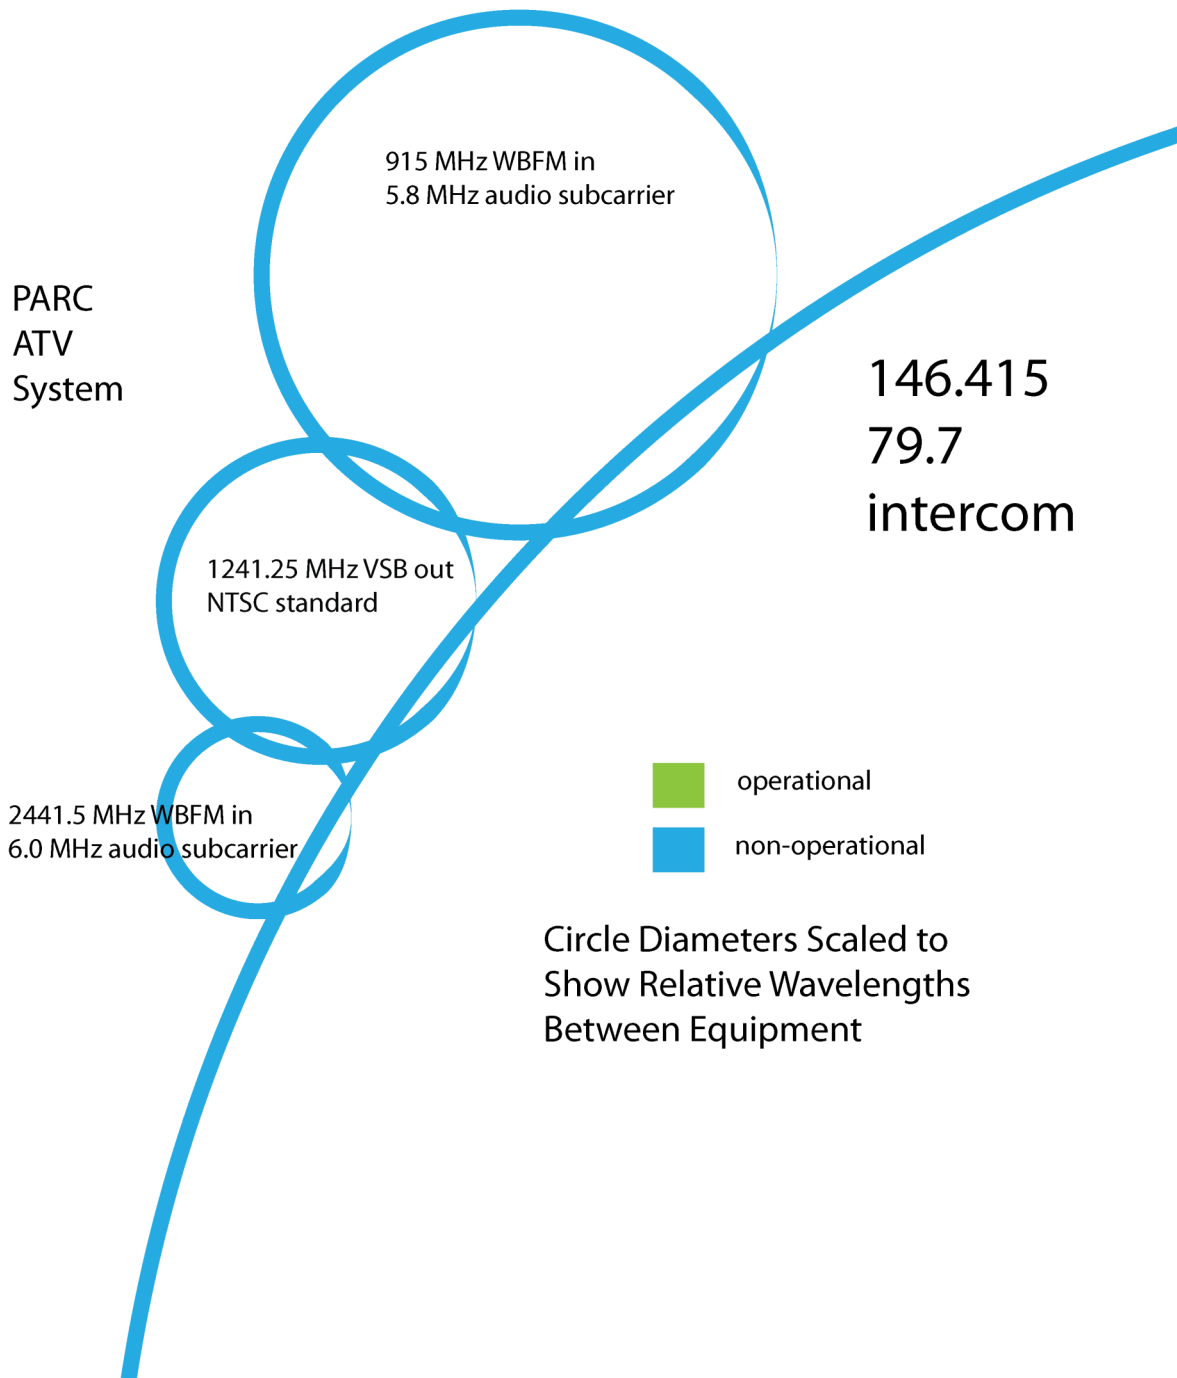 915 MHz WBFM in
5.8 MHz audio subcarrier
PARC
ATV
System
146.415
79.7
intercom
1241.25 MHz VSB out
NTSC standard
2441.5 MHz WBFM in
6.0 MHz audio subcarrier
operational
non-operational
Circle Diameters Scaled to
Show Relative Wavelengths
Between Equipment